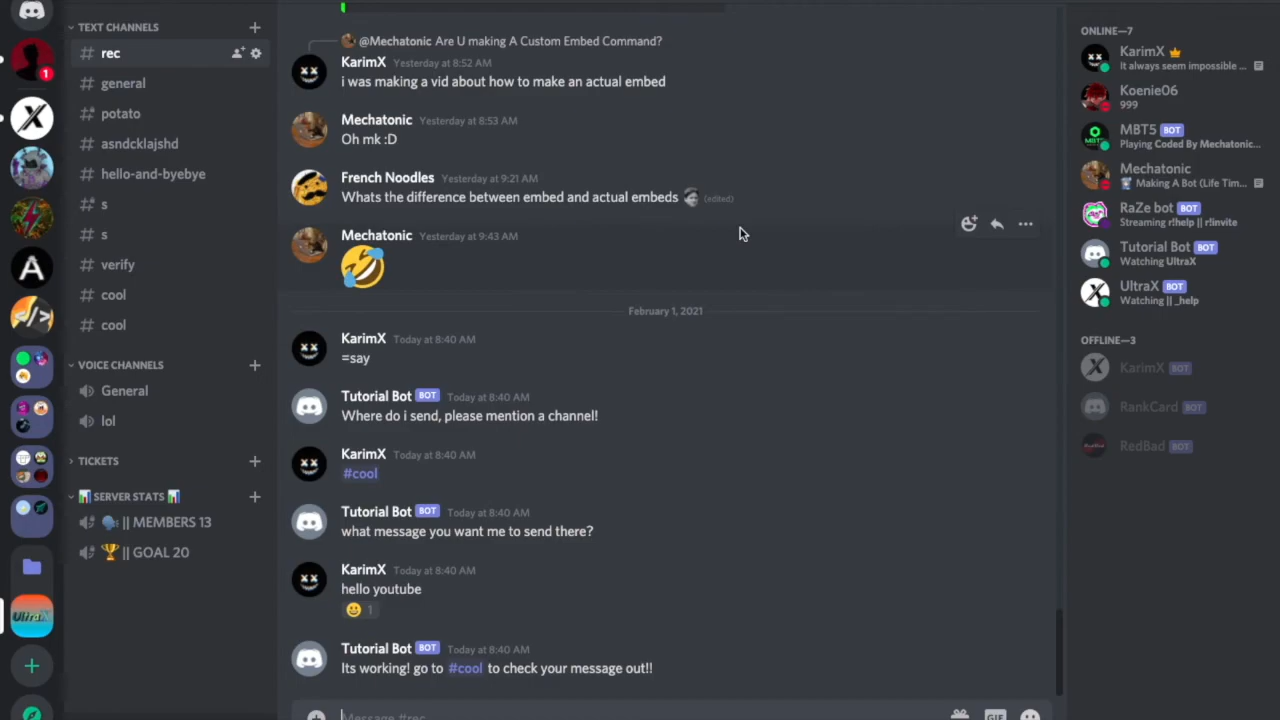 TEXT CHANNELS
rec
general
potato
asndcklajshd
hello-and-byebye
s
s
verify
cool
cool
VOICE CHANNELS
General
lol
TICKETS
📊 SERVER STATS 📊
🗣 || MEMBERS 13
🏆 || GOAL 20
1
A
</>
UltraX
@Mechatonic Are U making A Custom Embed Command?
KarimX Yesterday at 8:52 AM
i was making a vid about how to make an actual embed
Mechatonic Yesterday at 8:53 AM
Oh mk :D
French Noodles Yesterday at 9:21 AM
Whats the difference between embed and actual embeds (edited)
Mechatonic Yesterday at 9:43 AM
🤣
February 1, 2021
KarimX Today at 8:40 AM
=say
Tutorial Bot BOT Today at 8:40 AM
Where do i send, please mention a channel!
KarimX Today at 8:40 AM
#cool
Tutorial Bot BOT Today at 8:40 AM
what message you want me to send there?
KarimX Today at 8:40 AM
hello youtube
😃 1
Tutorial Bot BOT Today at 8:40 AM
Its working! go to #cool to check your message out!!
Message #rec
GIF
ONLINE—7
KarimX
It always seem impossible ...
Koenie06
999
MBT5 BOT
Playing Coded By Mechatonic...
Mechatonic
Making A Bot (Life Tim...
RaZe bot BOT
Streaming r!help || r!invite
Tutorial Bot BOT
Watching UltraX
UltraX BOT
Watching || _help
OFFLINE—3
KarimX BOT
RankCard BOT
RedBad BOT